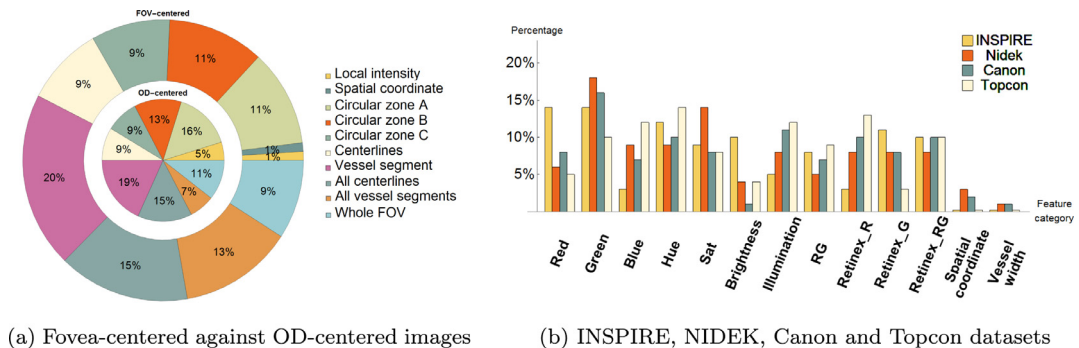 FOV-centered
9%
11%
11%
1%
1%
9%
13%
15%
20%
9%
OD-centered
13%
16%
5%
11%
7%
15%
19%
9%
9%
Local intensity
Spatial coordinate
Circular zone A
Circular zone B
Circular zone C
Centerlines
Vessel segment
All centerlines
All vessel segments
Whole FOV
(a) Fovea-centered against OD-centered images
Percentage
20%
15%
10%
5%
INSPIRE
Nidek
Canon
Topcon
Feature
category
Red
Green
Blue
Hue
Sat
Brightness
Illumination
RG
Retinex_R
Retinex_G
Retinex_RG
Spatial
coordinate
Vessel
width
(b) INSPIRE, NIDEK, Canon and Topcon datasets